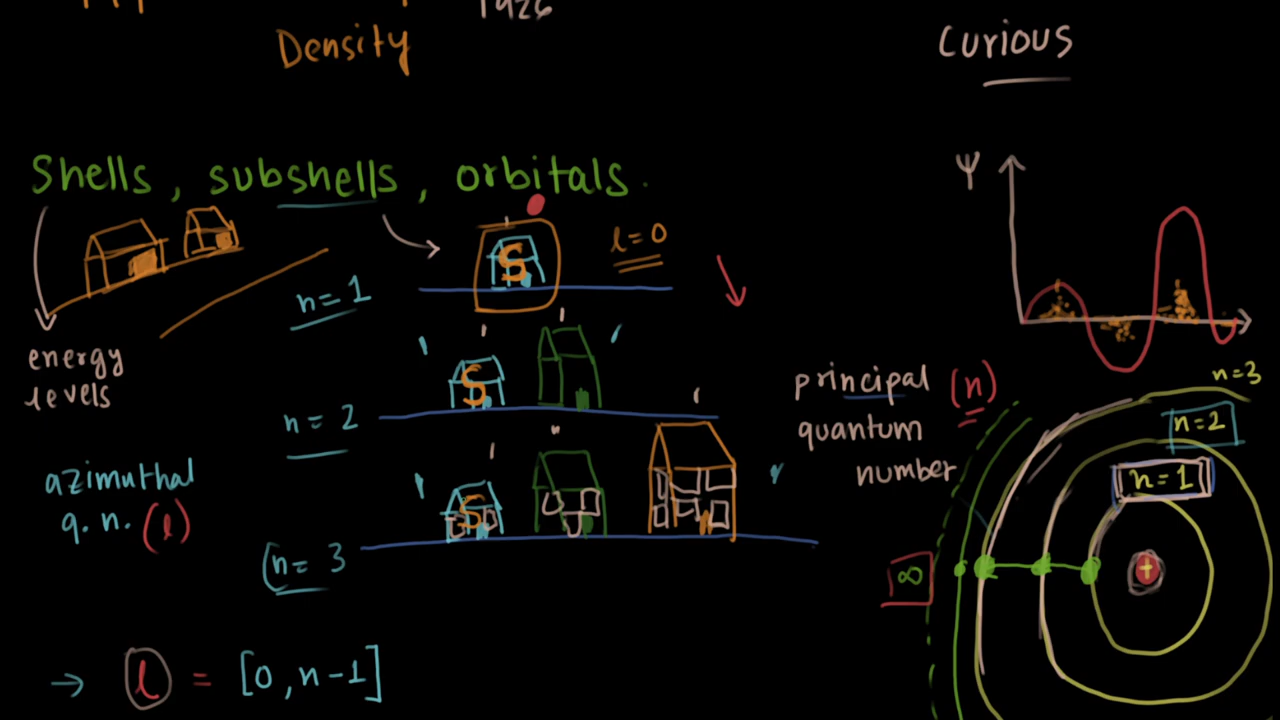 1926
Density
Curious
Shells, subshells, orbitals.
Ψ
S
l = 0
n = 1
energy
levels
S
n = 2
principal (n)
quantum
number
n=3
n=2
n=1
azimuthal
q. n. (l)
S
n = 3
∞
+
→ l = [0, n-1]